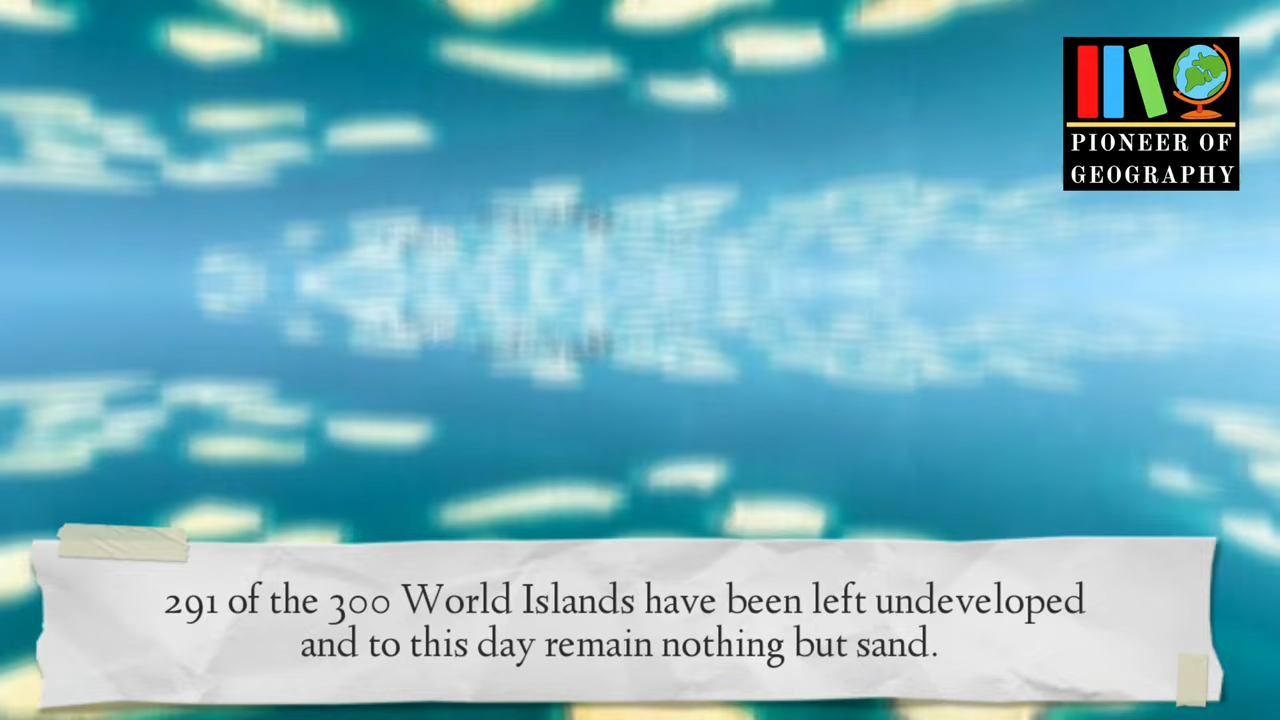 PIONEER OF
GEOGRAPHY
291 of the 300 World Islands have been left undeveloped
and to this day remain nothing but sand.